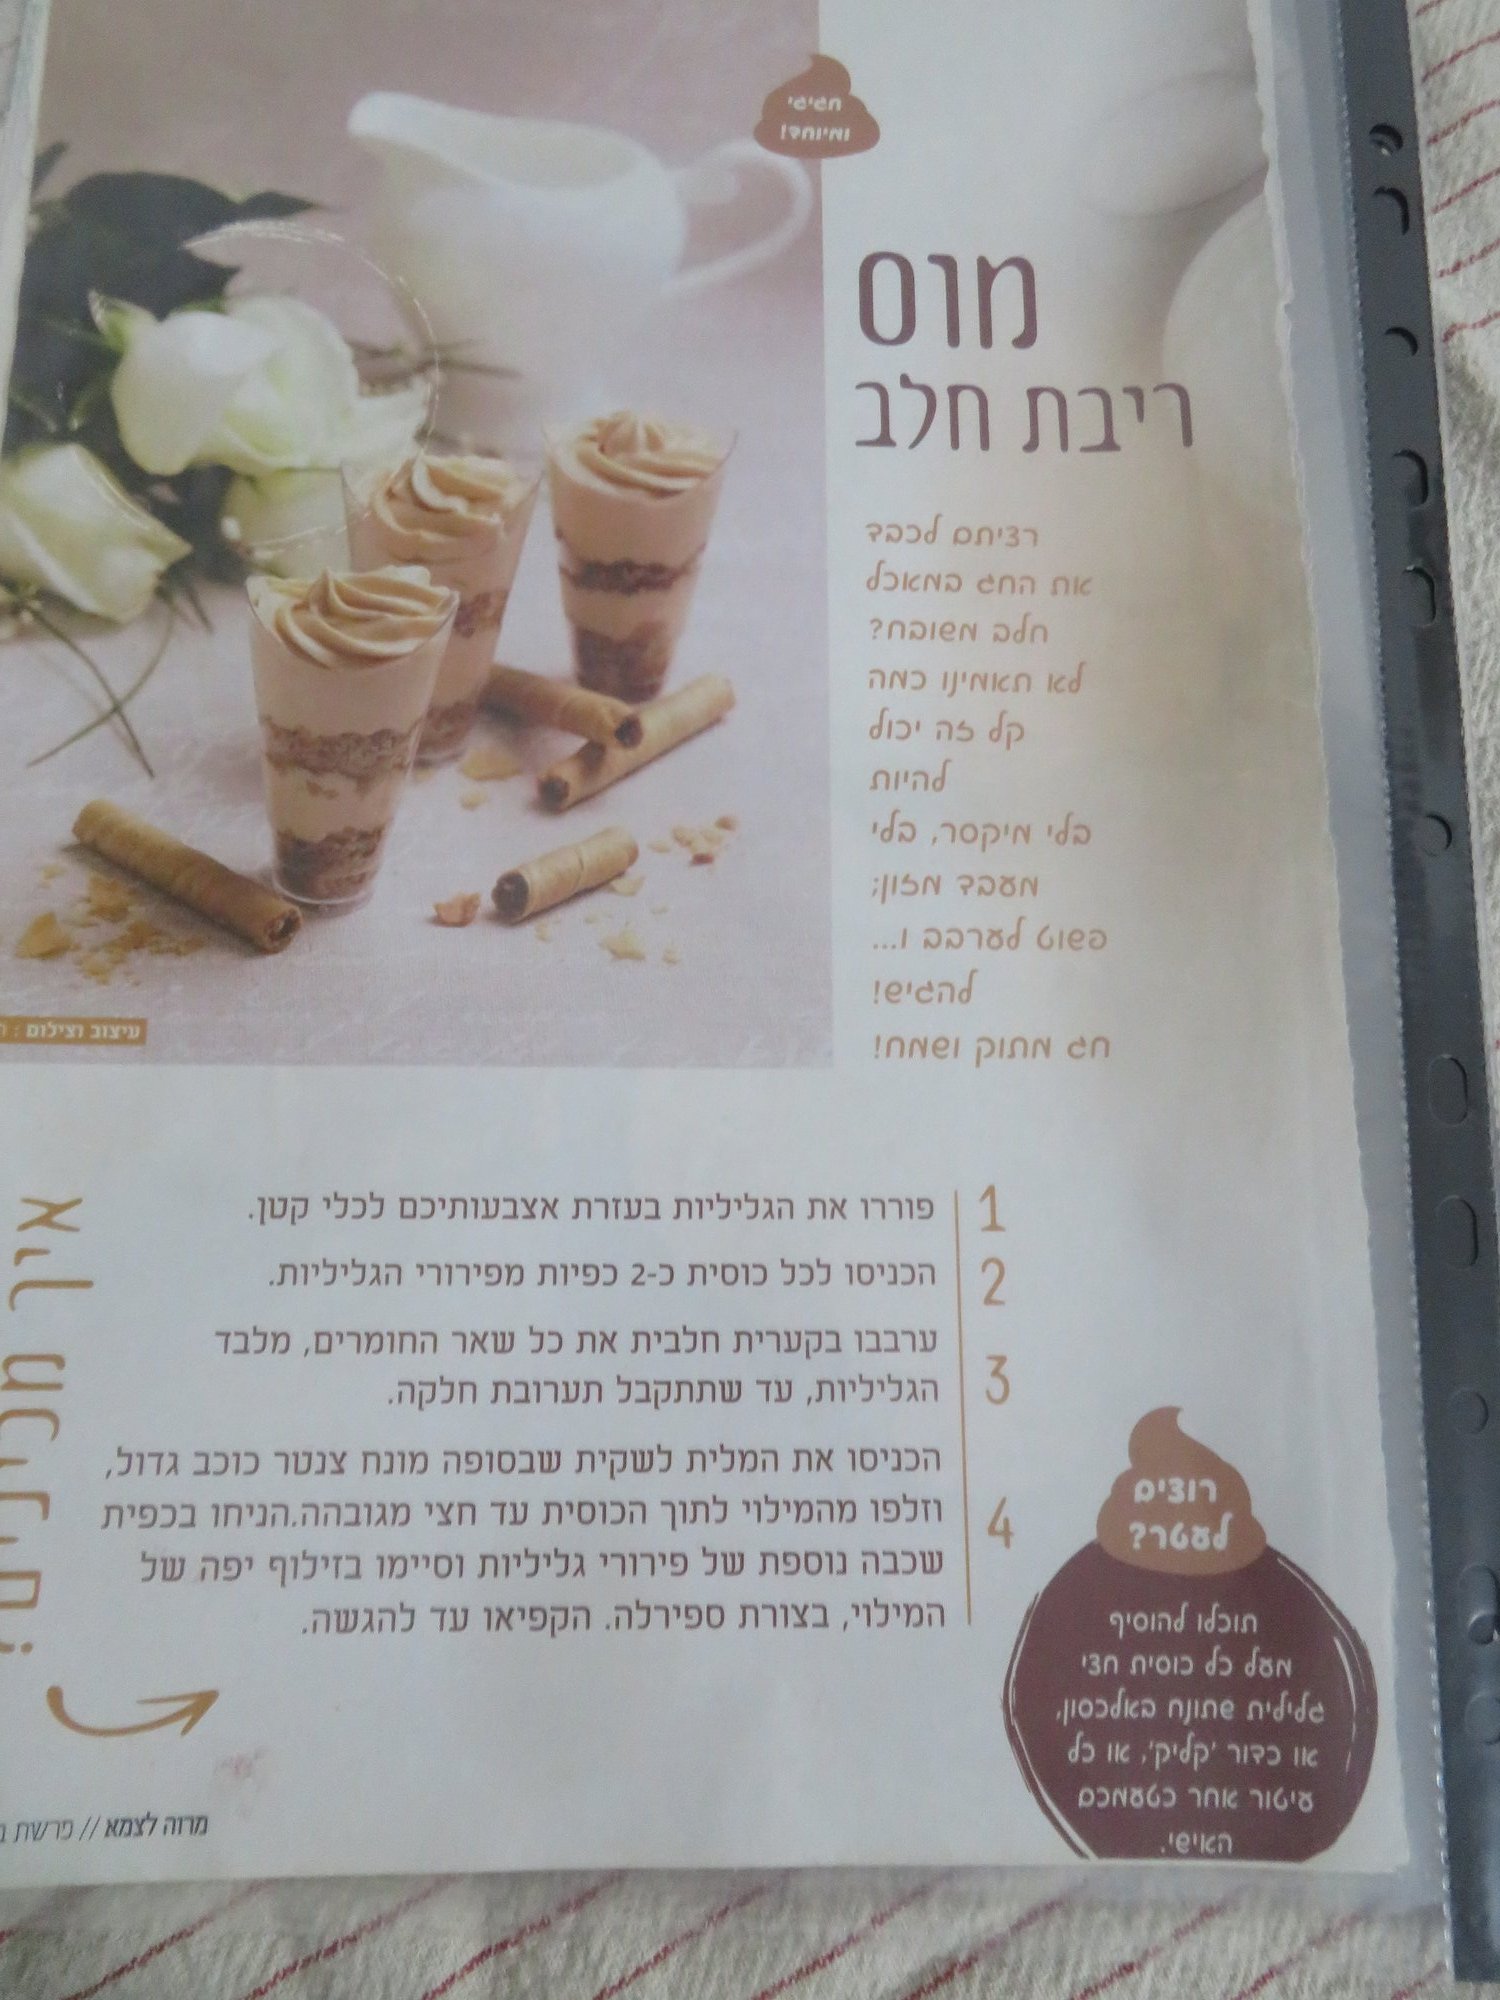 חגיגי
ומיוחד!
מוס
ריבת חלב
רציתם לכבד
את החג במאכל
חלב משובח?
לא תאמינו כמה
קל זה יכול
להיות
בלי מיקסר, בלי
מעבד מזון;
פשוט לערבב ו...
להגיש!
חג מתוק ושמח!
עיצוב וצילום :
איך מכינים?
1 פוררו את הגליליות בעזרת אצבעותיכם לכלי קטן.
2 הכניסו לכל כוסית כ-2 כפיות מפירורי הגליליות.
3 ערבבו בקערית חלבית את כל שאר החומרים, מלבד
הגליליות, עד שתתקבל תערובת חלקה.
4 הכניסו את המלית לשקית שבסופה מונח צנטר כוכב גדול,
וזלפו מהמילוי לתוך הכוסית עד חצי מגובהה.הניחו בכפית
שכבה נוספת של פירורי גליליות וסיימו בזילוף יפה של
המילוי, בצורת ספירלה. הקפיאו עד להגשה.
רוצים
לעטר?
תוכלו להוסיף
מעל כל כוסית חצי
גלילית שתונח באלכסון,
או כדור 'קליק', או כל
עיטור אחר כטעמכם
האישי.
מרווה לצמא // פרשת